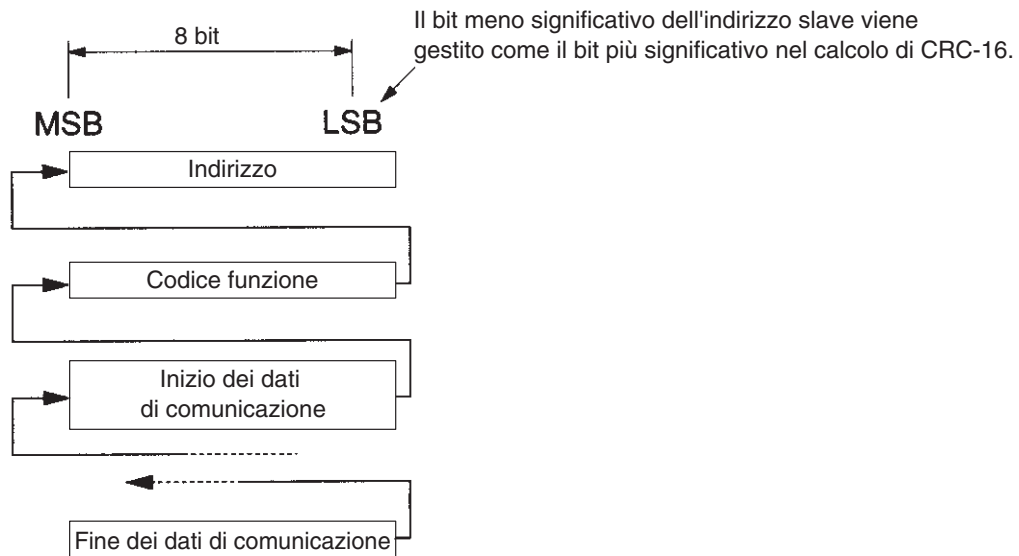 Il bit meno significativo dell'indirizzo slave viene
gestito come il bit più significativo nel calcolo di CRC-16.
8 bit
MSB
LSB
Indirizzo
Codice funzione
Inizio dei dati
di comunicazione
Fine dei dati di comunicazione